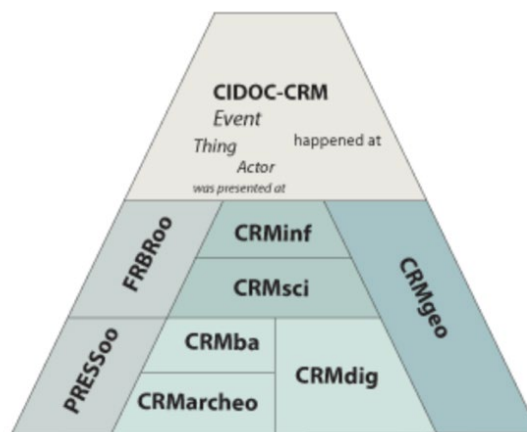 CIDOC-CRM
Event
happened at
Thing
Actor
was presented at
FRBRoo
CRMinf
CRMgeo
CRMsci
PRESSoo
CRMba
CRMdig
CRMarcheo